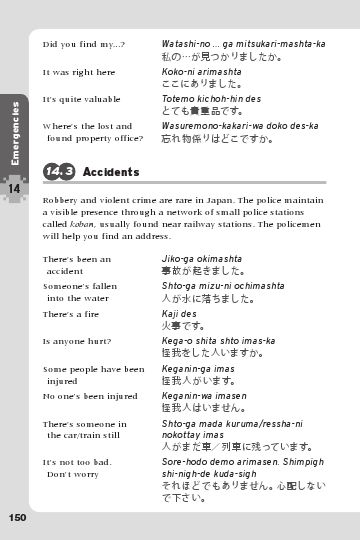 Did you find my...?
Watashi-no ... ga mitsukari-mashta-ka
私の…が見つかりましたか。
It was right here
Koko-ni arimashta
ここにありました。
It's quite valuable
Totemo kichoh-hin des
とても貴重品です。
Where's the lost and
found property office?
Wasuremono-kakari-wa doko des-ka
忘れ物係りはどこですか。
Emergencies
14
14.3 Accidents
Robbery and violent crime are rare in Japan. The police maintain
a visible presence through a network of small police stations
called koban, usually found near railway stations. The policemen
will help you find an address.
There's been an
accident
Jiko-ga okimashta
事故が起きました。
Someone's fallen
into the water
Shto-ga mizu-ni ochimashta
人が水に落ちました。
There's a fire
Kaji des
火事です。
Is anyone hurt?
Kega-o shita shto imas-ka
怪我をした人いますか。
Some people have been
injured
Keganin-ga imas
怪我人がいます。
No one's been injured
Keganin-wa imasen
怪我人はいません。
There's someone in
the car/train still
Shto-ga mada kuruma/ressha-ni
nokottay imas
人がまだ車／列車に残っています。
It's not too bad.
Don't worry
Sore-hodo demo arimasen. Shimpigh
shi-nigh-de kuda-sigh
それほどでもありません。心配しない
で下さい。
150